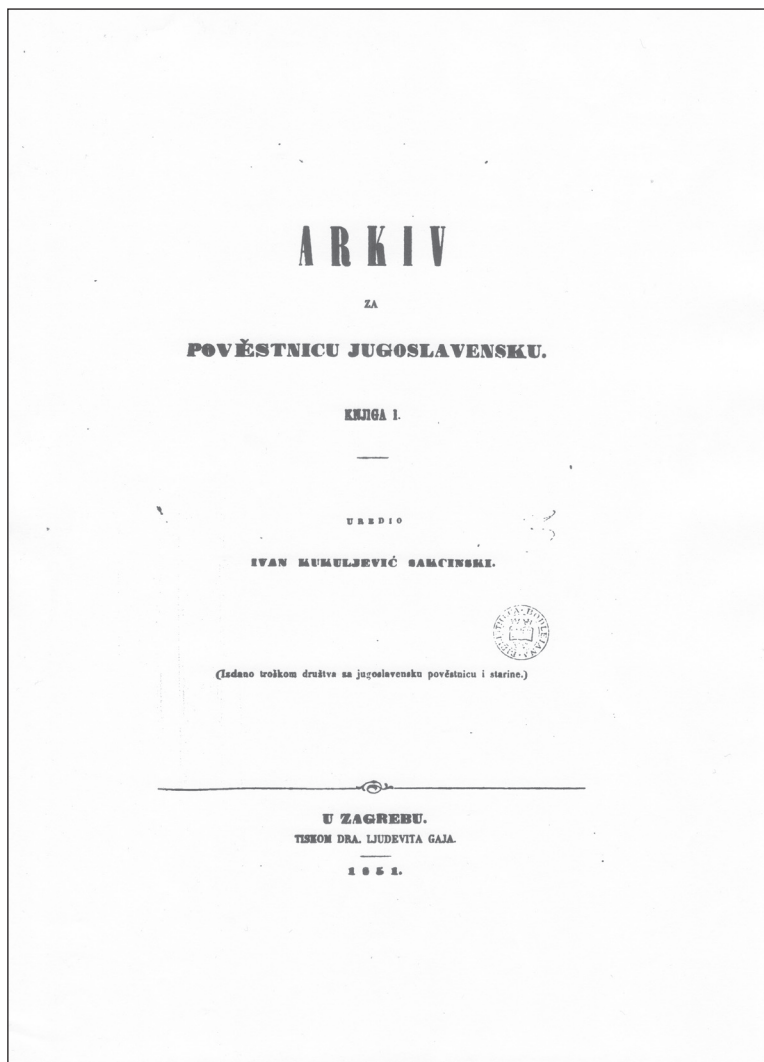 ARKIV
ZA
POVĚSTNICU JUGOSLAVENSKU.
KNJIGA I.
UREDIO
IVAN KUKULJEVIĆ SAKCINSKI.
(Izdano troškom družtva za jugoslavensku pověstnicu i starine.)
U ZAGREBU.
TISKOM DRA. LJUDEVITA GAJA.
1851.